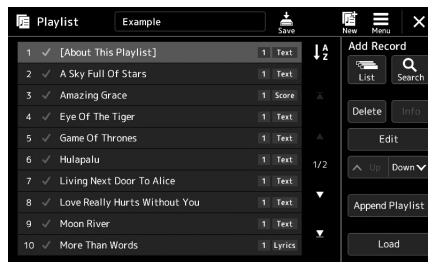 Playlist Example Save New Menu
Add Record
1 [About This Playlist] 1 Text
2 A Sky Full Of Stars 1 Text
3 Amazing Grace 1 Score
4 Eye Of The Tiger 1 Text
5 Game Of Thrones 1 Text
6 Hulapalu 1 Text
7 Living Next Door To Alice 1 Text
8 Love Really Hurts Without You 1 Text
9 Moon River 1 Text
10 More Than Words 1 Lyrics
A
Z
1/2
List Search
Delete Info
Edit
Up Down
Append Playlist
Load